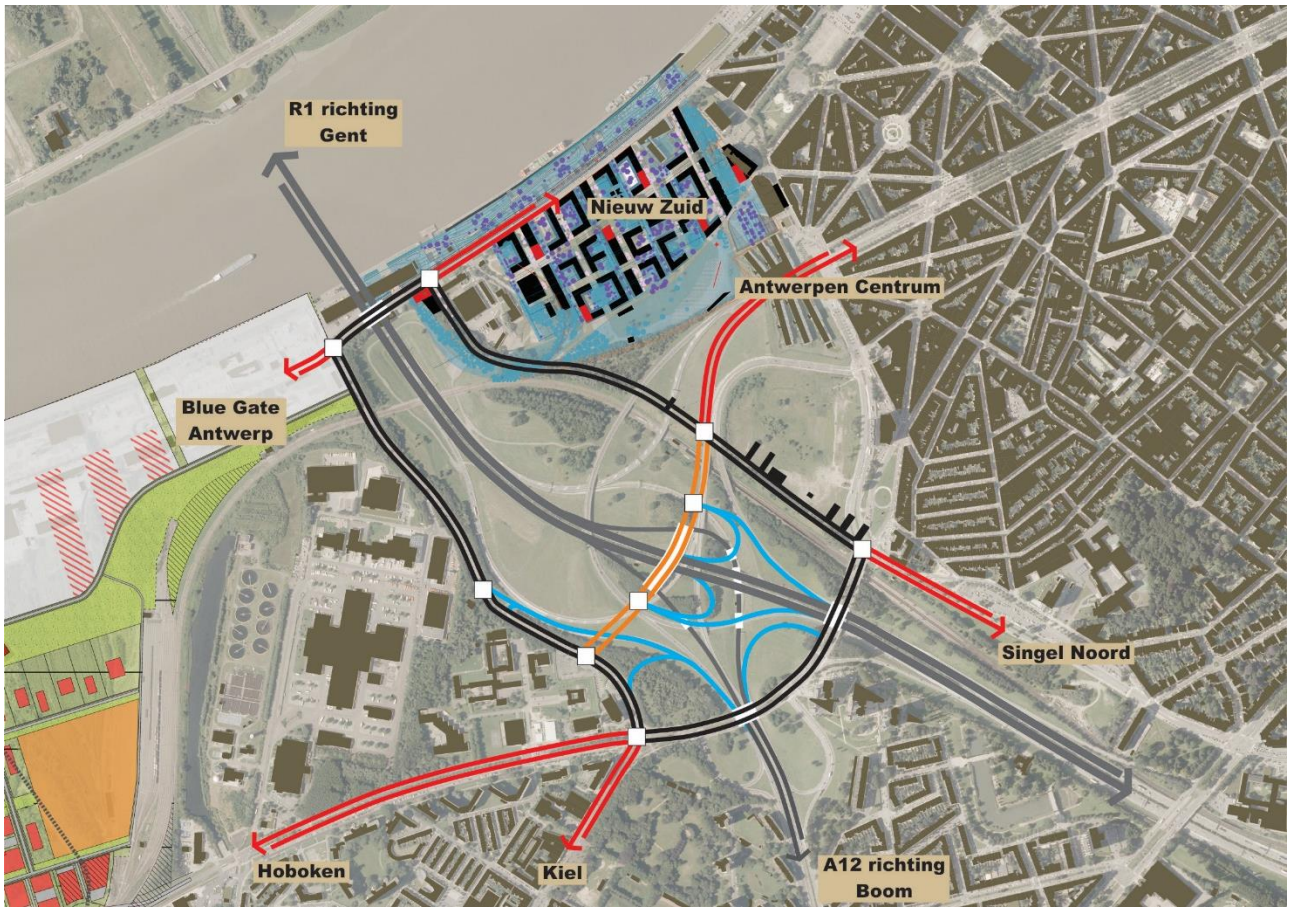 R1 richting
Gent
Nieuw Zuid
Antwerpen Centrum
Blue Gate
Antwerp
Singel Noord
Hoboken
Kiel
A12 richting
Boom